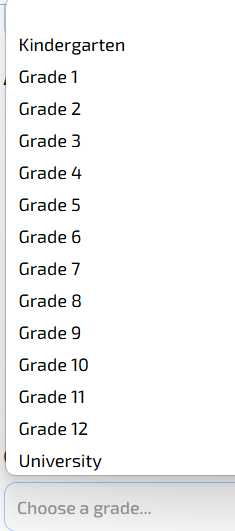 Kindergarten
Grade 1
Grade 2
Grade 3
Grade 4
Grade 5
Grade 6
Grade 7
Grade 8
Grade 9
Grade 10
Grade 11
Grade 12
University
Choose a grade...